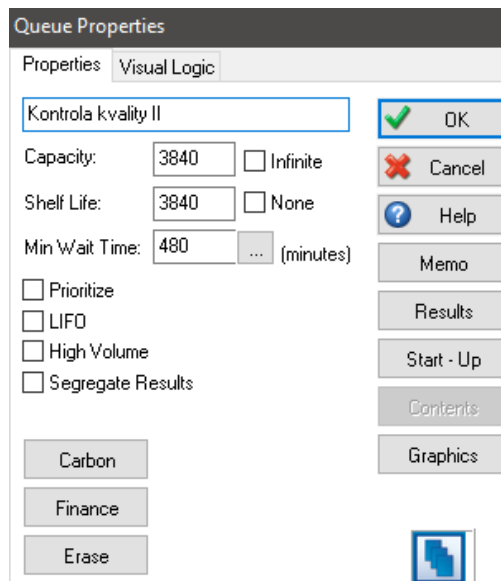 Queue Properties
Properties Visual Logic
Kontrola kvality II
OK
Capacity: 3840 Infinite
Cancel
Shelf Life: 3840 None
Help
Min Wait Time: 480 ... (minutes)
Memo
Prioritize
Results
LIFO
High Volume
Start - Up
Segregate Results
Contents
Carbon
Graphics
Finance
Erase